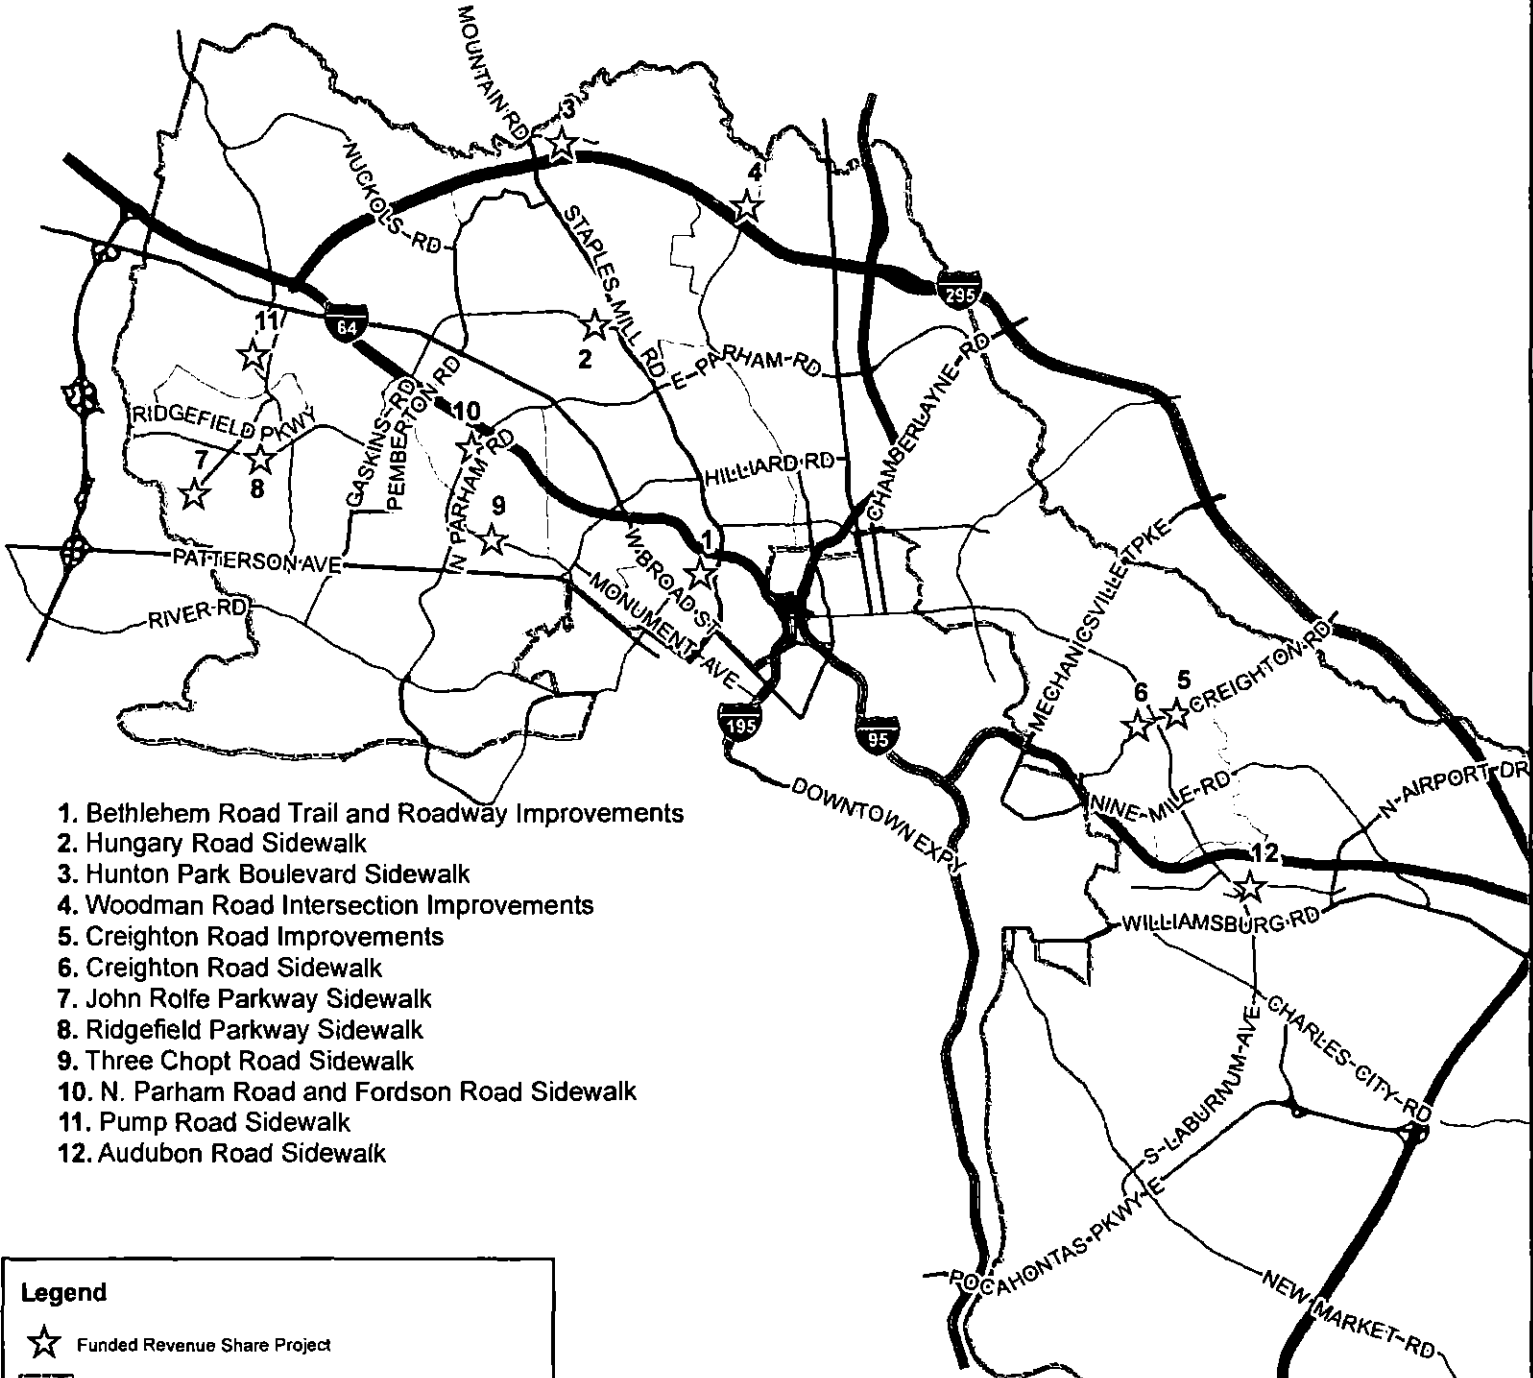 MOUNTAIN RD
3
4
NUCKOLS RD
STAPLES MILL RD
295
11
64
2
E PARHAM RD
CHAMBERLAYNE RD
RIDGEFIELD PKWY
GASKINS RD
PEMBERTON RD
10
7
8
N PARHAM RD
HILLIARD RD
9
1
PATTERSON AVE
W BROAD ST
MONUMENT AVE
RIVER RD
MECHANICSVILLE TPKE
CREIGHTON RD
6
5
195
95
DOWNTOWN EXPY
NINE MILE RD
N AIRPORT DR
12
WILLIAMSBURG RD
CHARLES CITY RD
S LABURNUM AVE
POCAHONTAS PKWY E
NEW MARKET RD
1. Bethlehem Road Trail and Roadway Improvements
2. Hungary Road Sidewalk
3. Hunton Park Boulevard Sidewalk
4. Woodman Road Intersection Improvements
5. Creighton Road Improvements
6. Creighton Road Sidewalk
7. John Rolfe Parkway Sidewalk
8. Ridgefield Parkway Sidewalk
9. Three Chopt Road Sidewalk
10. N. Parham Road and Fordson Road Sidewalk
11. Pump Road Sidewalk
12. Audubon Road Sidewalk
Legend
Funded Revenue Share Project